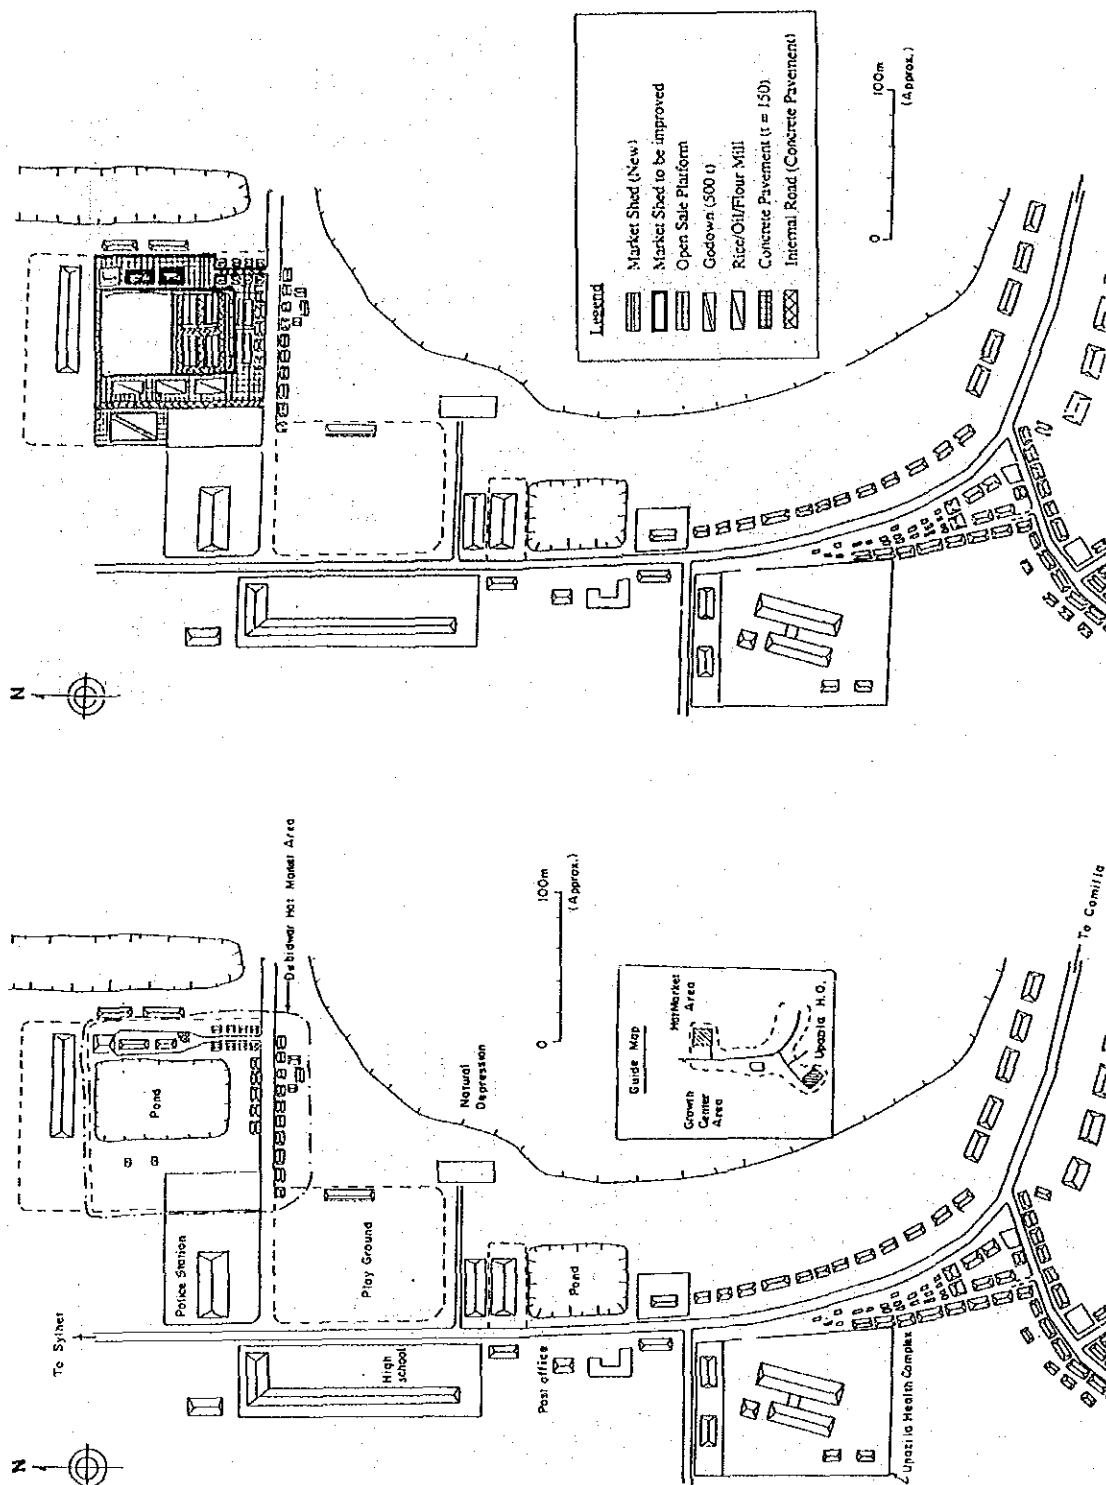 N
Legend
Market Shed (New)
Market Shed to be improved
Open Sale Platform
Godown (500 t)
Rice/Oil/Flour Mill
Concrete Pavement (t = 150)
Internal Road (Concrete Pavement)
0
100m
(Approx.)
N
To Sylhet
Police Station
Pond
Debidwar Hat Market Area
Play Ground
High
school
Natural
Depression
0
100m
(Approx.)
Post office
Pond
Guide Map
Hat Market
Area
Growth
Center
Area
Upazila H.Q.
Upazila Health Complex
To Comilla